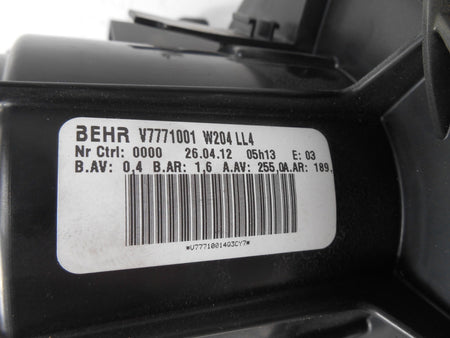 BEHR V7771001 W204 LL4
Nr Ctrl: 0000 26.04.12 05h13 E: 03
B.AV: 0,4 B.AR: 1,6 A.AV: 255,0A.AR: 189,